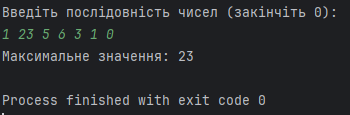 Введіть послідовність чисел (закінчіть 0):
1 23 5 6 3 1 0
Максимальне значення: 23
Process finished with exit code 0